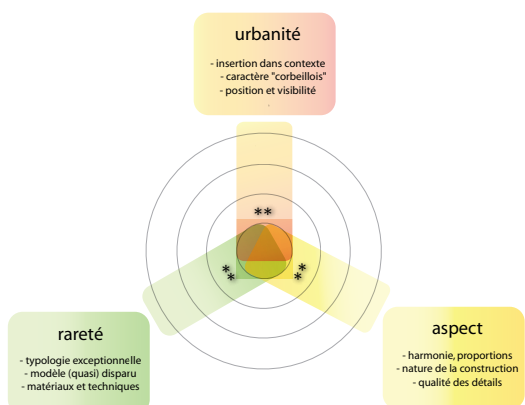 urbanité
- insertion dans contexte
- caractère "corbeillois"
- position et visibilité
**
**
**
rareté
- typologie exceptionnelle
- modèle (quasi) disparu
- matériaux et techniques
aspect
- harmonie, proportions
- nature de la construction
- qualité des détails